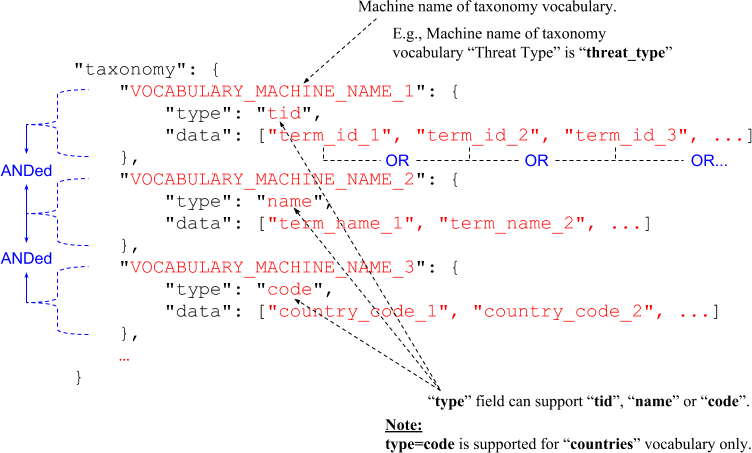 Machine name of taxonomy vocabulary.
E.g., Machine name of taxonomy
vocabulary “Threat Type” is “threat_type”
"taxonomy": {
"VOCABULARY_MACHINE_NAME_1": {
"type": "tid",
"data": ["term_id_1", "term_id_2", "term_id_3", ...]
OR OR OR...
},
ANDed
"VOCABULARY_MACHINE_NAME_2": {
"type": "name",
"data": ["term_name_1", "term_name_2", ...]
},
ANDed
"VOCABULARY_MACHINE_NAME_3": {
"type": "code",
"data": ["country_code_1", "country_code_2", ...]
},
…
}
“type” field can support “tid”, “name” or “code”.
Note:
type=code is supported for “countries” vocabulary only.